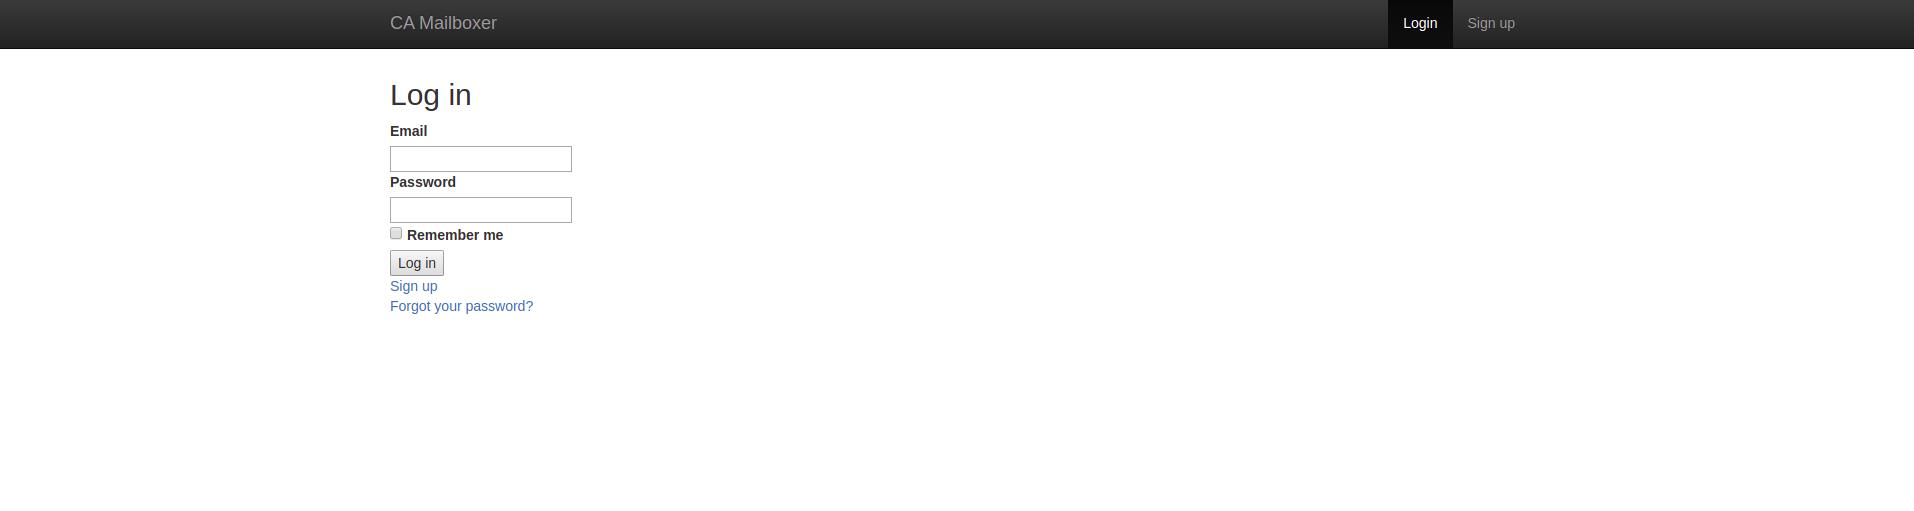 CA Mailboxer
Login
Sign up
Log in
Email
Password
Remember me
Log in
Sign up
Forgot your password?